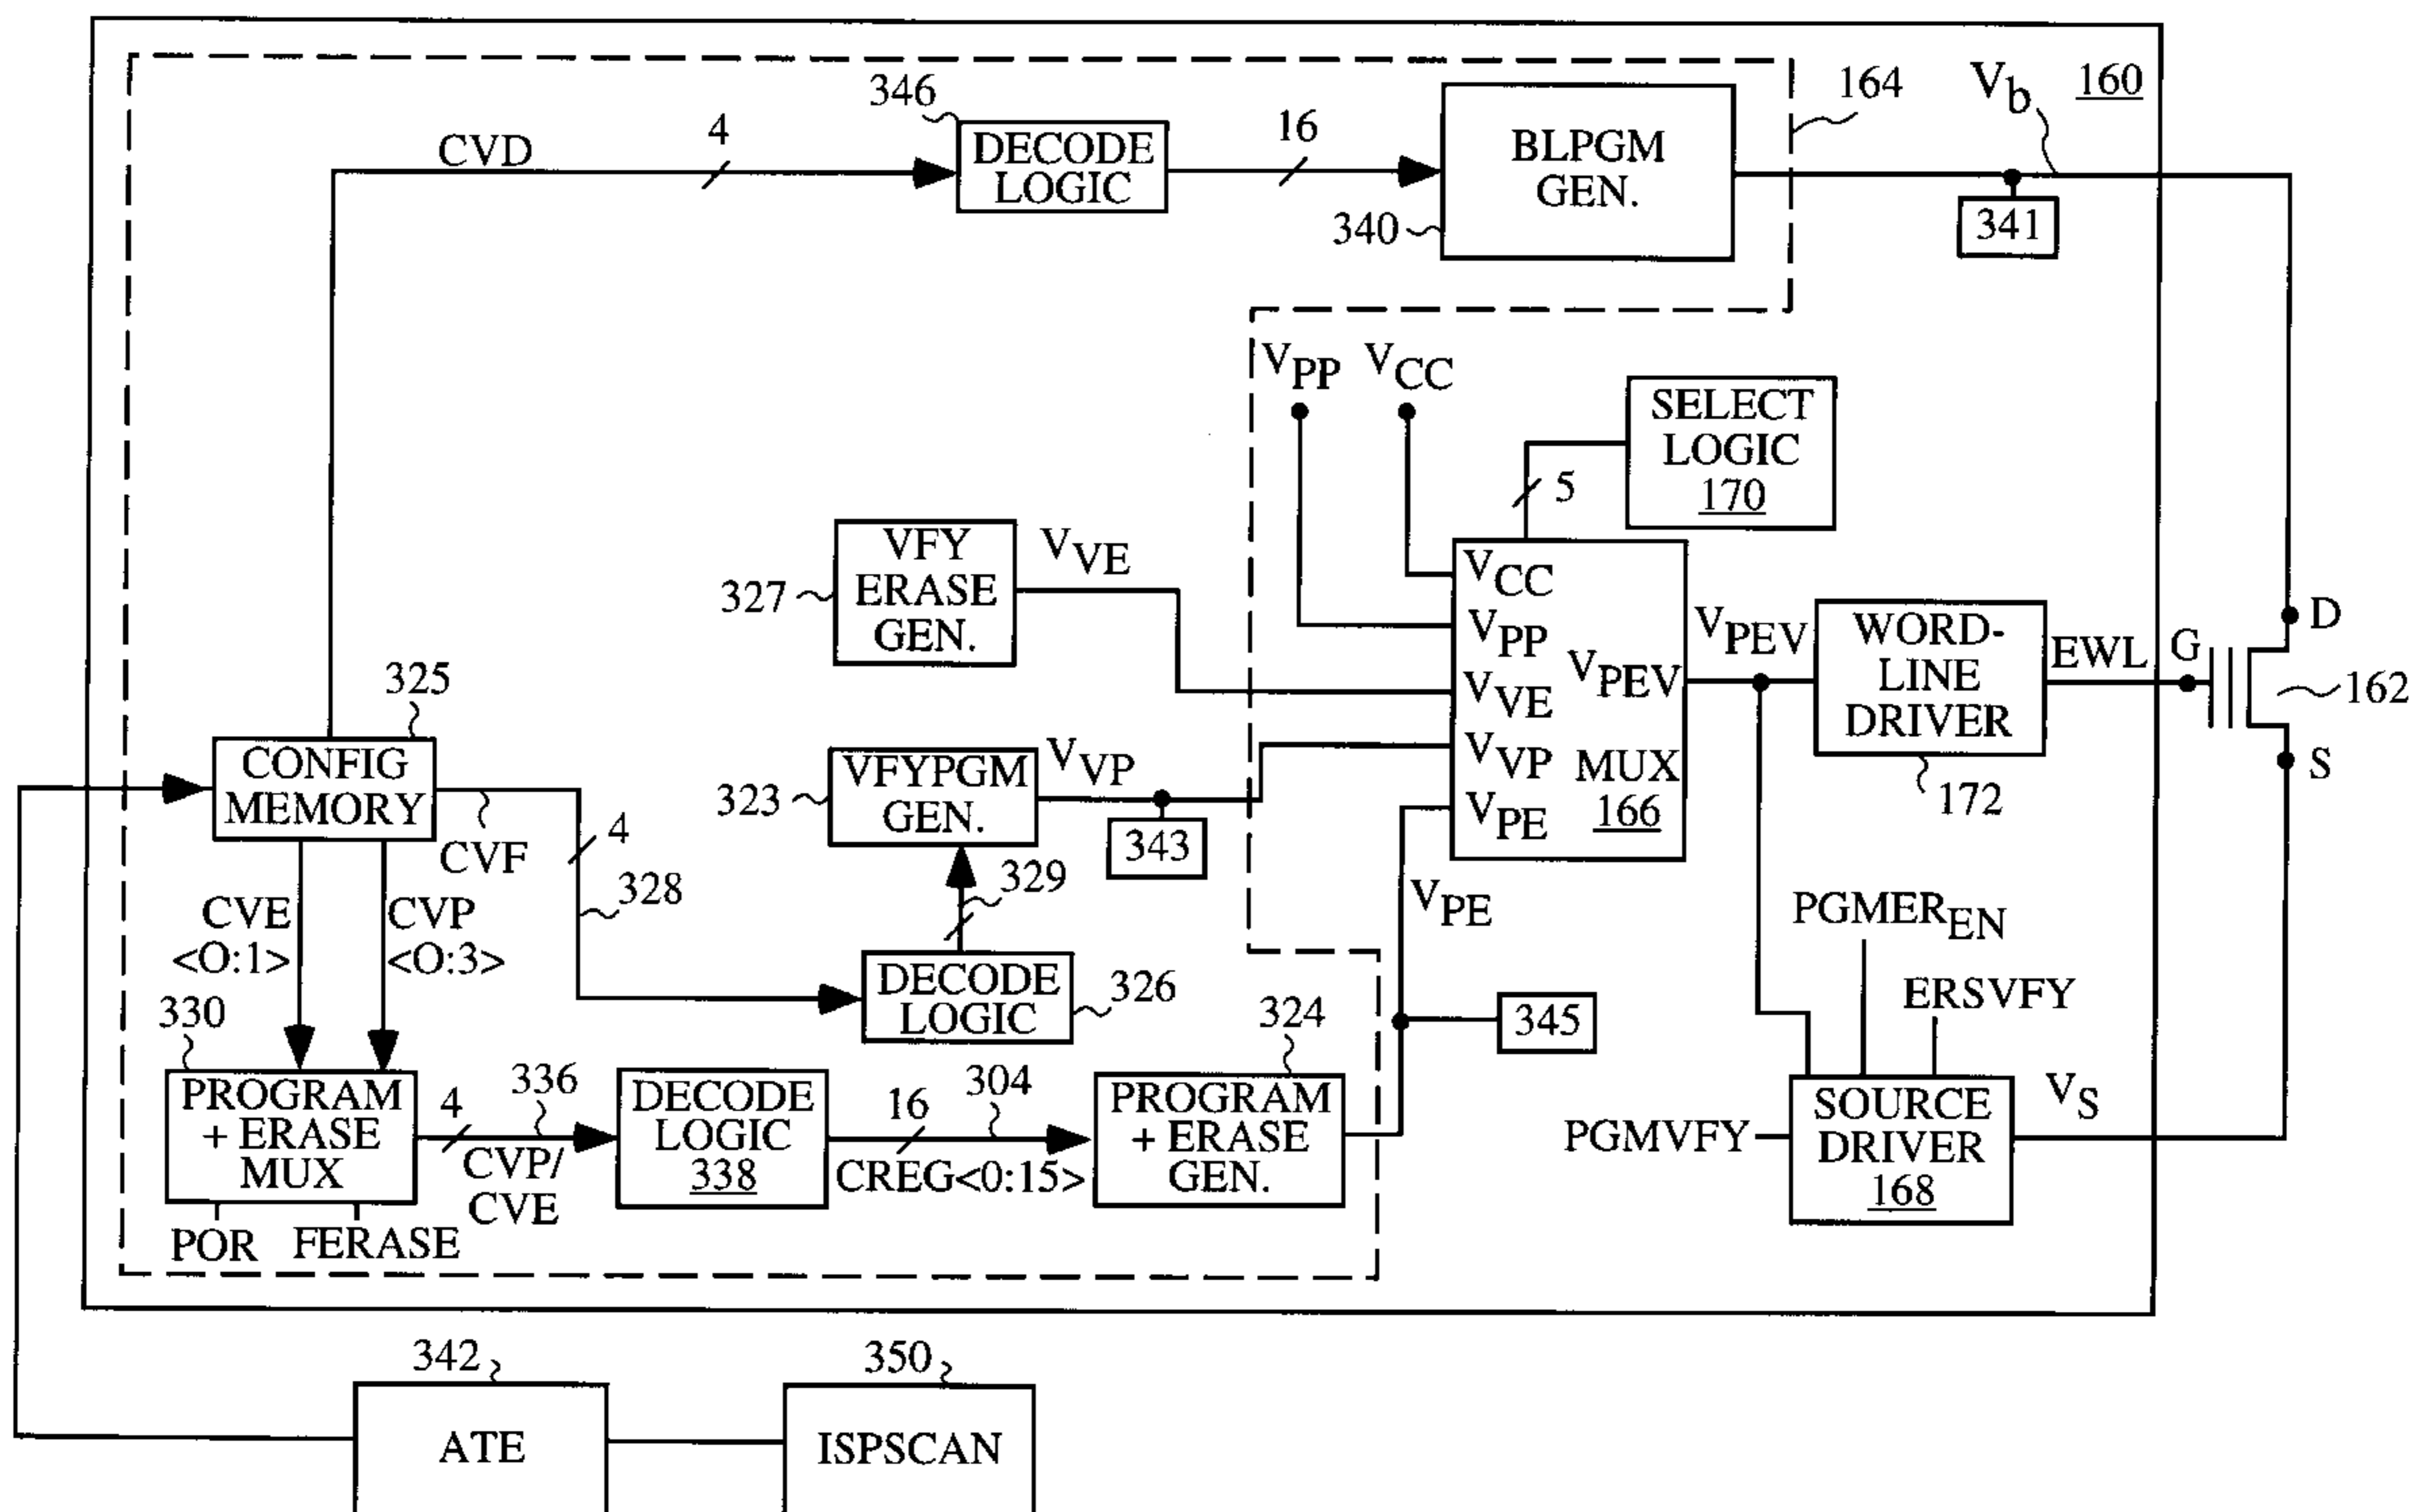 346
4
CVD
DECODE
LOGIC
16
BLPGM
GEN.
340
164
Vb
160
341
VPP
VCC
SELECT
LOGIC
170
5
VFY
ERASE
GEN.
327
VVE
VCC
VPP
VVE
VVP
VPE
VPEV
MUX
166
VPEV
WORD-
LINE
DRIVER
172
EWL
G
D
162
S
325
CONFIG
MEMORY
CVF
4
328
VFYPGM
GEN.
323
VVP
343
329
DECODE
LOGIC
326
VPE
345
CVE
<O:1>
CVP
<O:3>
330
PROGRAM
+ ERASE
MUX
POR
FERASE
4
336
CVP/
CVE
DECODE
LOGIC
338
16
304
CREG<0:15>
324
PROGRAM
+ ERASE
GEN.
PGMEREN
ERSVFY
PGMVFY
SOURCE
DRIVER
168
VS
342
ATE
350
ISPSCAN